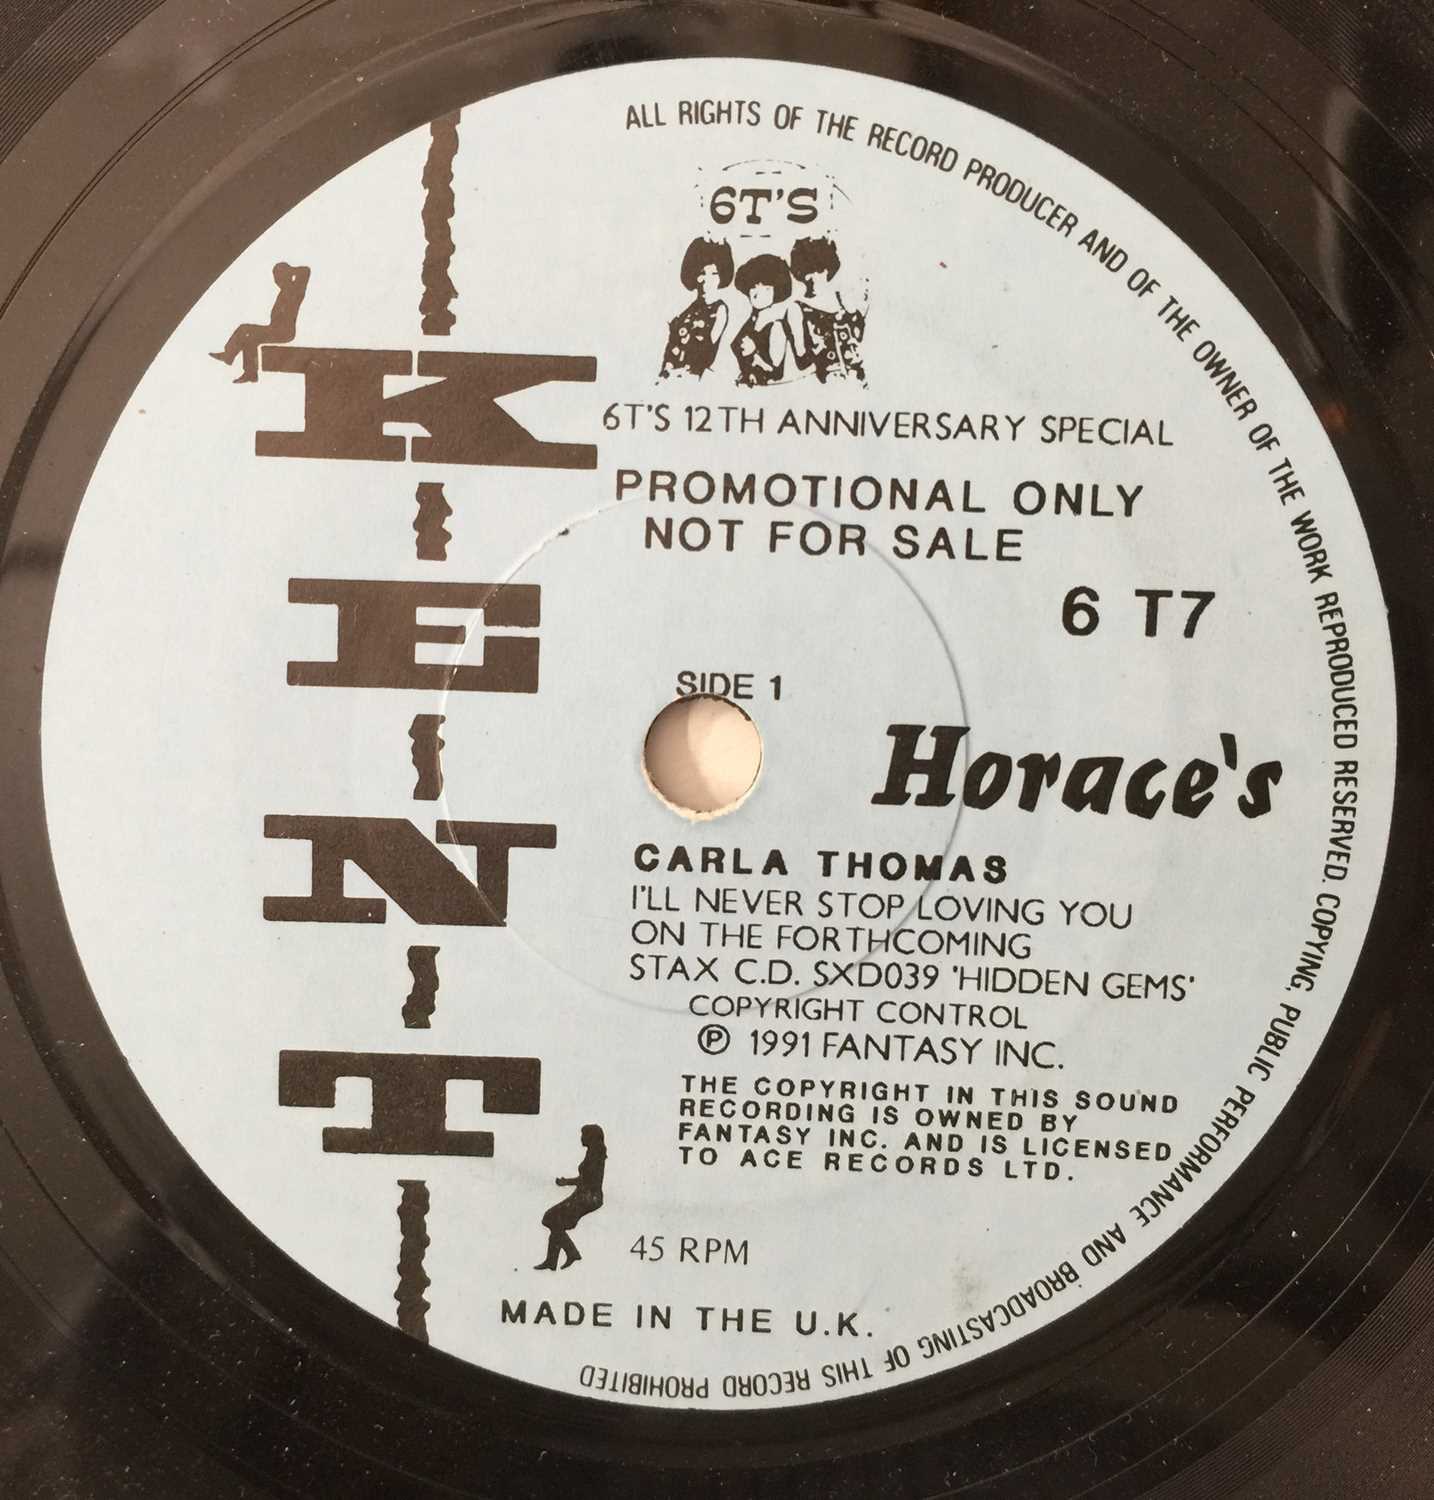 ALL RIGHTS OF THE RECORD PRODUCER AND OF THE OWNER OF THE WORK REPRODUCED RESERVED. COPYING, PUBLIC PERFORMANCE AND BROADCASTING OF THIS RECORD PROHIBITED
6T'S
6T'S 12TH ANNIVERSARY SPECIAL
PROMOTIONAL ONLY
NOT FOR SALE
6 T7
KENT
SIDE 1
Horace's
CARLA THOMAS
I'LL NEVER STOP LOVING YOU
ON THE FORTHCOMING
STAX C.D. SXD039 'HIDDEN GEMS'
COPYRIGHT CONTROL
℗ 1991 FANTASY INC.
THE COPYRIGHT IN THIS SOUND
RECORDING IS OWNED BY
FANTASY INC. AND IS LICENSED
TO ACE RECORDS LTD.
45 RPM
MADE IN THE U.K.